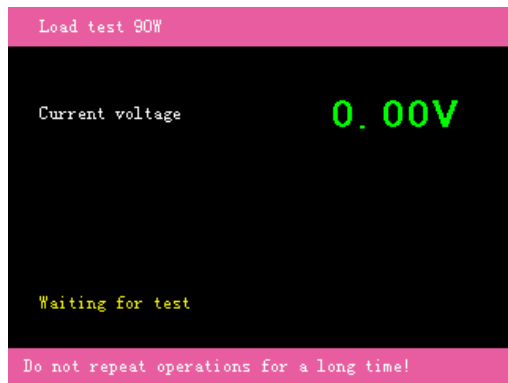 Load test 90W
Current voltage
0.00V
Waiting for test
Do not repeat operations for a long time!